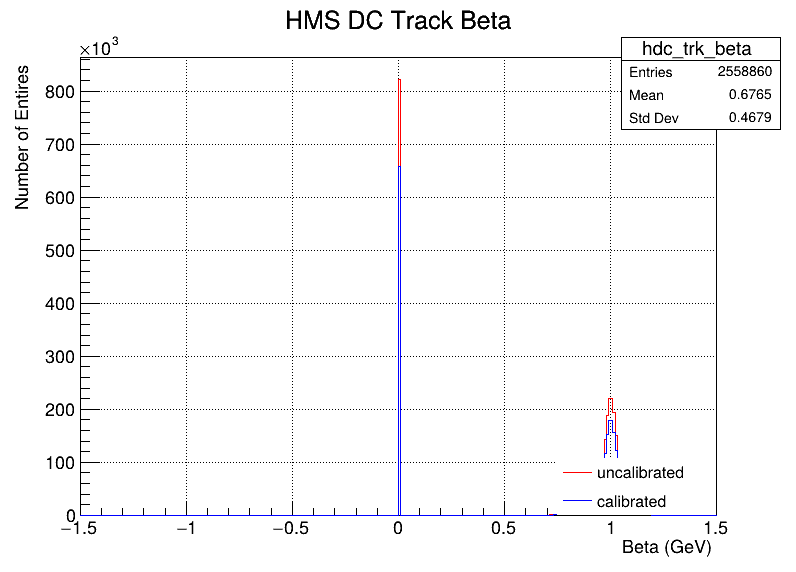 HMS DC Track Beta
×10³
hdc_trk_beta
Entries 2558860
Mean 0.6765
Std Dev 0.4679
Number of Entires
800
700
600
500
400
300
200
100
0
uncalibrated
calibrated
−1.5 −1 −0.5 0 0.5 1 1.5
Beta (GeV)